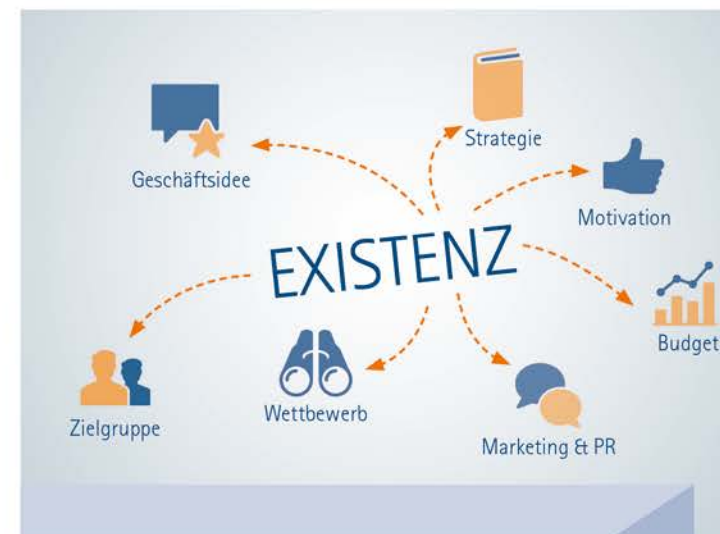 Strategie
Geschäftsidee
Motivation
EXISTENZ
Budget
Wettbewerb
Zielgruppe
Marketing & PR